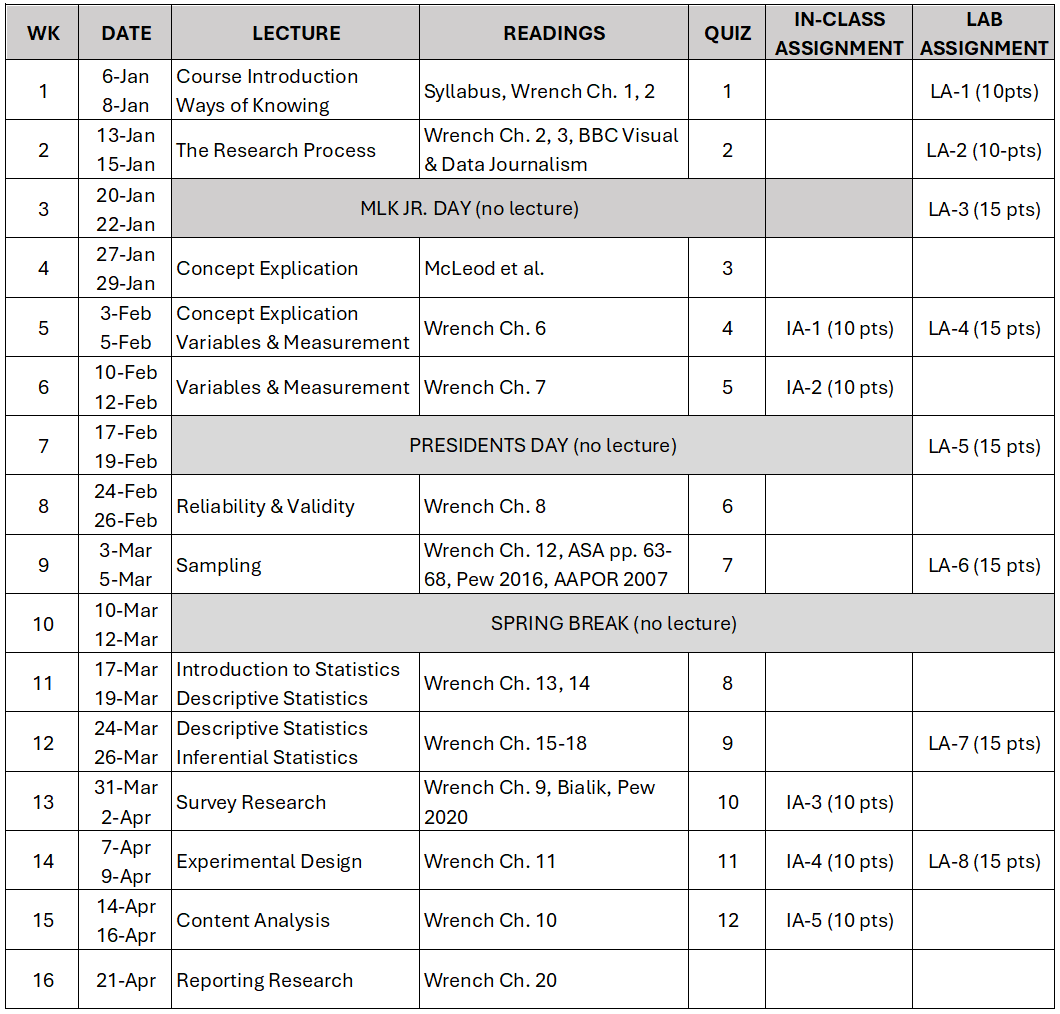 WK DATE LECTURE READINGS QUIZ IN-CLASS ASSIGNMENT LAB ASSIGNMENT
1 6-Jan Course Introduction Syllabus, Wrench Ch. 1, 2 1 LA-1 (10pts)
8-Jan Ways of Knowing
2 13-Jan The Research Process Wrench Ch. 2, 3, BBC Visual 2 LA-2 (10-pts)
15-Jan & Data Journalism
3 20-Jan MLK JR. DAY (no lecture) LA-3 (15 pts)
22-Jan
4 27-Jan Concept Explication McLeod et al. 3
29-Jan
5 3-Feb Concept Explication Wrench Ch. 6 4 IA-1 (10 pts) LA-4 (15 pts)
5-Feb Variables & Measurement
6 10-Feb Variables & Measurement Wrench Ch. 7 5 IA-2 (10 pts)
12-Feb
7 17-Feb PRESIDENTS DAY (no lecture) LA-5 (15 pts)
19-Feb
8 24-Feb Reliability & Validity Wrench Ch. 8 6
26-Feb
9 3-Mar Sampling Wrench Ch. 12, ASA pp. 63- 7 LA-6 (15 pts)
5-Mar 68, Pew 2016, AAPOR 2007
10 10-Mar SPRING BREAK (no lecture)
12-Mar
11 17-Mar Introduction to Statistics Wrench Ch. 13, 14 8
19-Mar Descriptive Statistics
12 24-Mar Descriptive Statistics Wrench Ch. 15-18 9 LA-7 (15 pts)
26-Mar Inferential Statistics
13 31-Mar Survey Research Wrench Ch. 9, Bialik, Pew 10 IA-3 (10 pts)
2-Apr 2020
14 7-Apr Experimental Design Wrench Ch. 11 11 IA-4 (10 pts) LA-8 (15 pts)
9-Apr
15 14-Apr Content Analysis Wrench Ch. 10 12 IA-5 (10 pts)
16-Apr
16 21-Apr Reporting Research Wrench Ch. 20